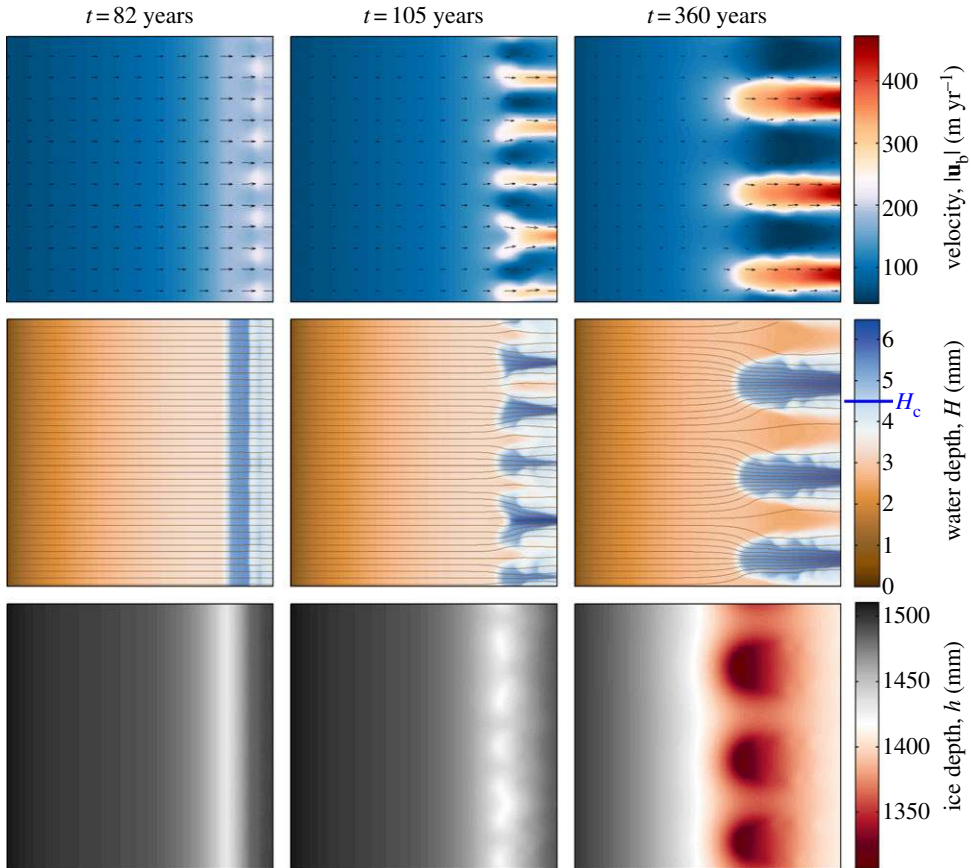 t = 82 years
t = 105 years
t = 360 years
400
300
200
100
velocity, |u_b| (m yr⁻¹)
6
5
H_c
4
3
2
1
0
water depth, H (mm)
1500
1450
1400
1350
ice depth, h (mm)